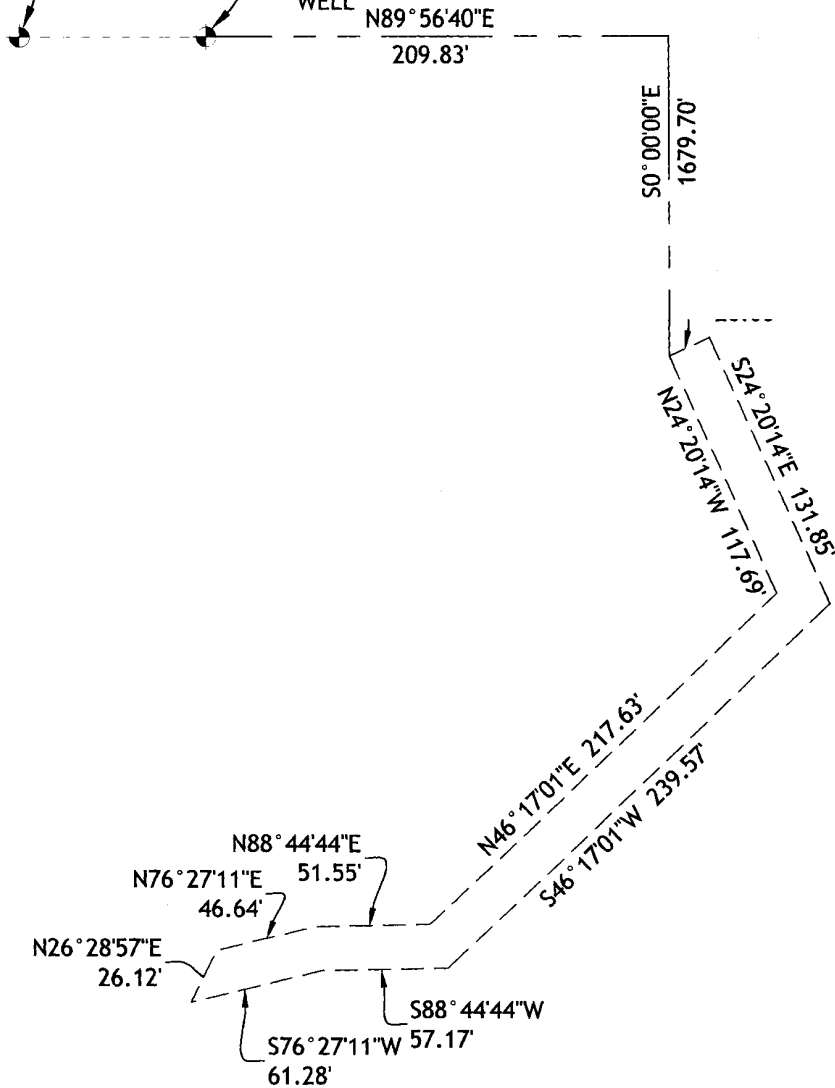 WELL
N89°56'40"E
209.83'
S0°00'00"E
1679.70'
S24°20'14"E 131.85'
N24°20'14"W 117.69'
N46°17'01"E 217.63'
S46°17'01"W 239.57'
N88°44'44"E
51.55'
N76°27'11"E
46.64'
N26°28'57"E
26.12'
S88°44'44"W
57.17'
S76°27'11"W
61.28'